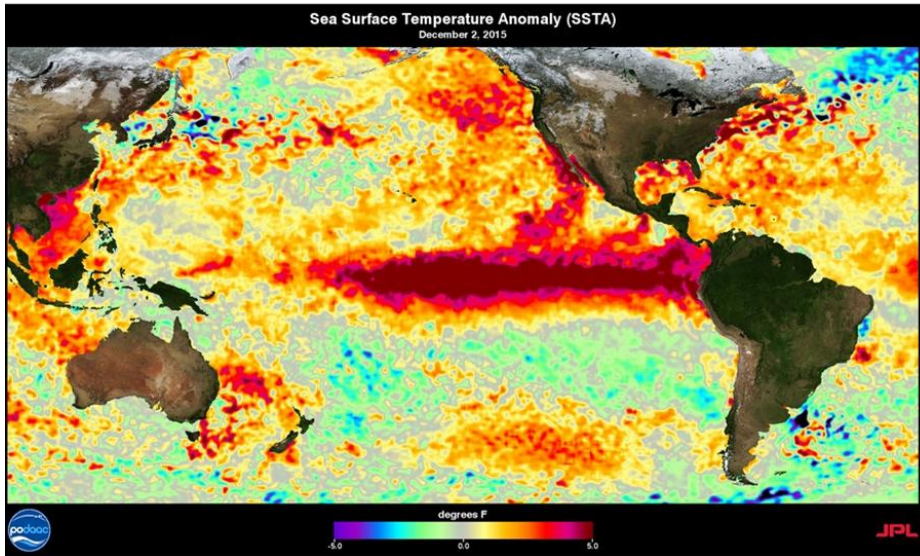 Sea Surface Temperature Anomaly (SSTA)
December 2, 2015
degrees F
-5.0 0.0 5.0
podaac
JPL